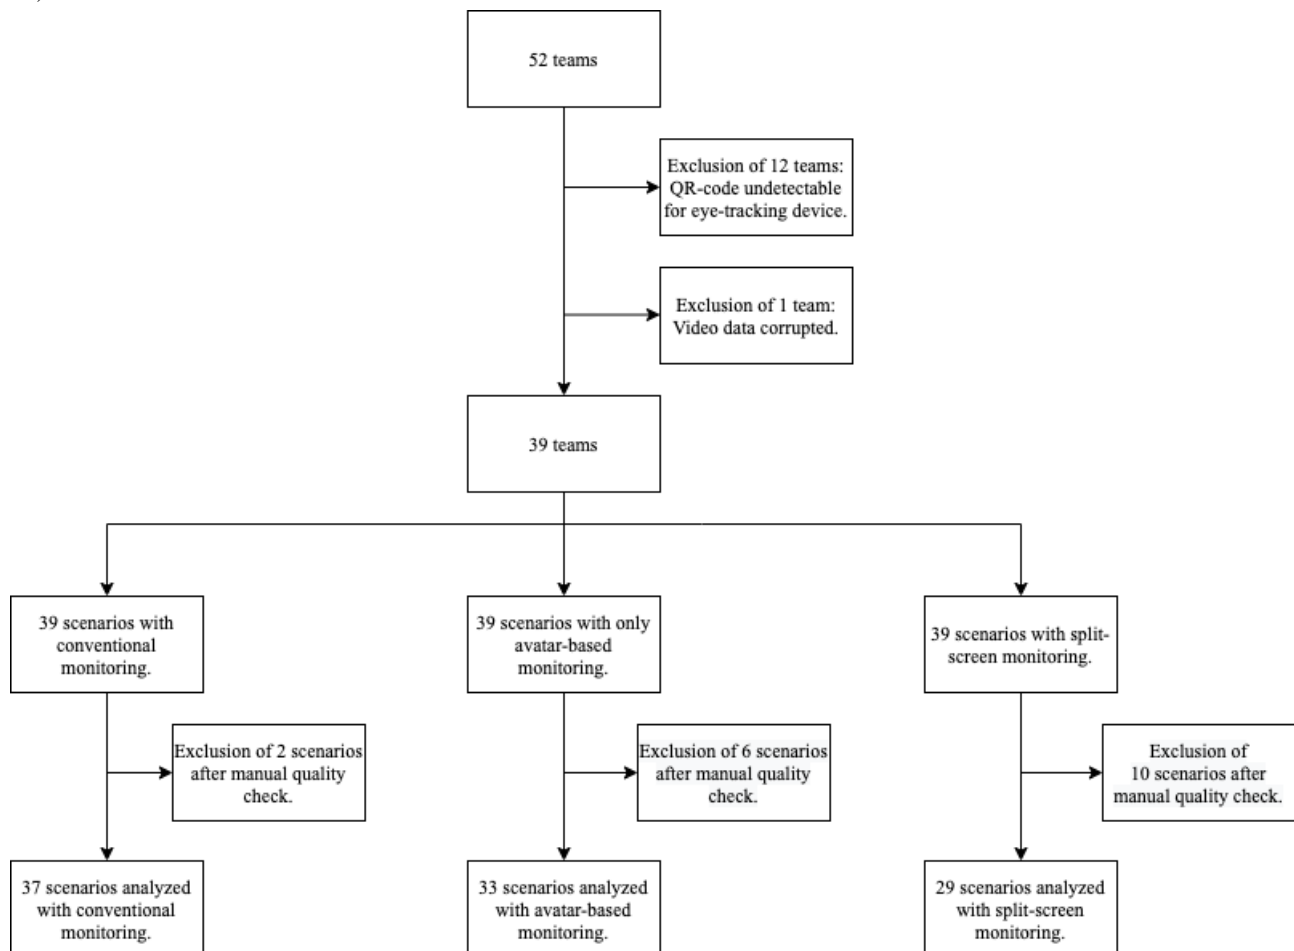 52 teams
Exclusion of 12 teams:
QR-code undetectable
for eye-tracking device.
Exclusion of 1 team:
Video data corrupted.
39 teams
39 scenarios with
conventional
monitoring.
39 scenarios with only
avatar-based
monitoring.
39 scenarios with split-
screen monitoring.
Exclusion of 2 scenarios
after manual quality
check.
Exclusion of 6 scenarios
after manual quality
check.
Exclusion of
10 scenarios after
manual quality check.
37 scenarios analyzed
with conventional
monitoring.
33 scenarios analyzed
with avatar-based
monitoring.
29 scenarios analyzed
with split-screen
monitoring.